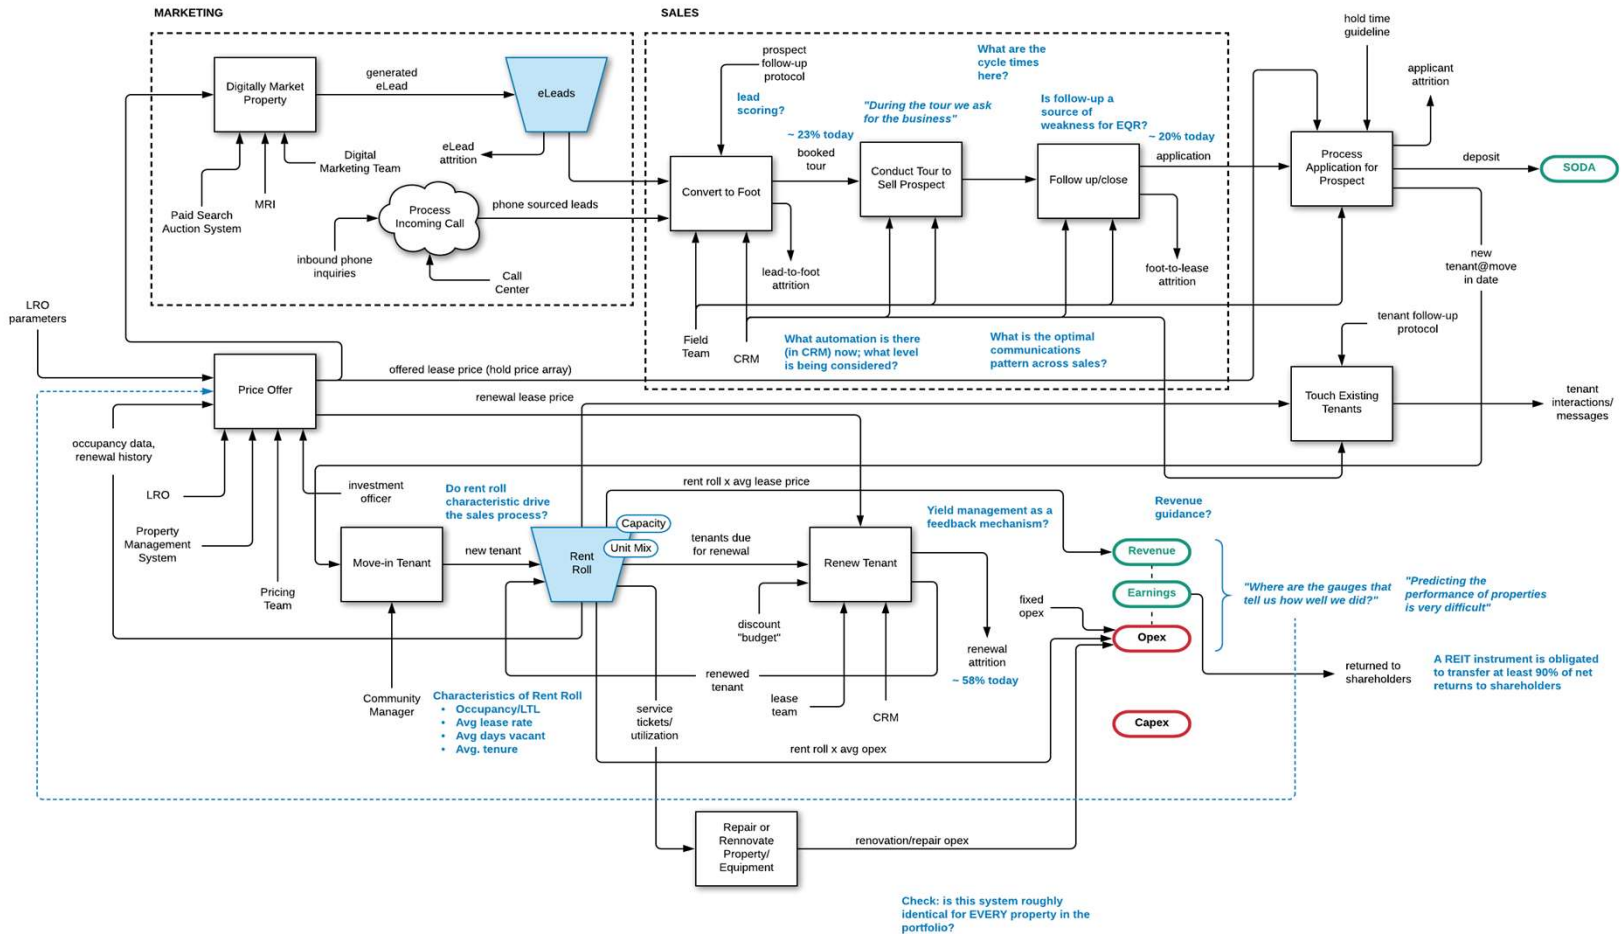 MARKETING
SALES
Digitally Market
Property
generated
eLead
eLeads
eLead
attrition
Digital
Marketing Team
MRI
Paid Search
Auction System
Process
Incoming Call
phone sourced leads
inbound phone
inquiries
Call
Center
prospect
follow-up
protocol
lead
scoring?
What are the
cycle times
here?
"During the tour we ask
for the business"
Is follow-up a
source of
weakness for EQR?
~ 23% today
booked
tour
~ 20% today
application
Convert to Foot
Conduct Tour to
Sell Prospect
Follow up/close
lead-to-foot
attrition
foot-to-lease
attrition
Field
Team
CRM
What automation is there
(in CRM) now; what level
is being considered?
What is the optimal
communications
pattern across sales?
hold time
guideline
applicant
attrition
Process
Application for
Prospect
deposit
SODA
new
tenant@move
in date
tenant follow-up
protocol
Touch Existing
Tenants
tenant
interactions/
messages
LRO
parameters
Price Offer
offered lease price (hold price array)
renewal lease price
occupancy data,
renewal history
LRO
Property
Management
System
Pricing
Team
investment
officer
Do rent roll
characteristic drive
the sales process?
rent roll x avg lease price
Capacity
Unit Mix
Move-in Tenant
new tenant
Rent
Roll
tenants due
for renewal
Renew Tenant
Yield management as a
feedback mechanism?
Revenue
guidance?
Revenue
Earnings
Opex
Capex
fixed
opex
"Where are the gauges that
tell us how well we did?"
"Predicting the
performance of properties
is very difficult"
returned to
shareholders
A REIT instrument is obligated
to transfer at least 90% of net
returns to shareholders
discount
"budget"
renewal
attrition
~ 58% today
renewed
tenant
lease
team
CRM
Community
Manager
Characteristics of Rent Roll
• Occupancy/LTL
• Avg lease rate
• Avg days vacant
• Avg. tenure
service
tickets/
utilization
rent roll x avg opex
Repair or
Rennovate
Property/
Equipment
renovation/repair opex
Check: is this system roughly
identical for EVERY property in the
portfolio?